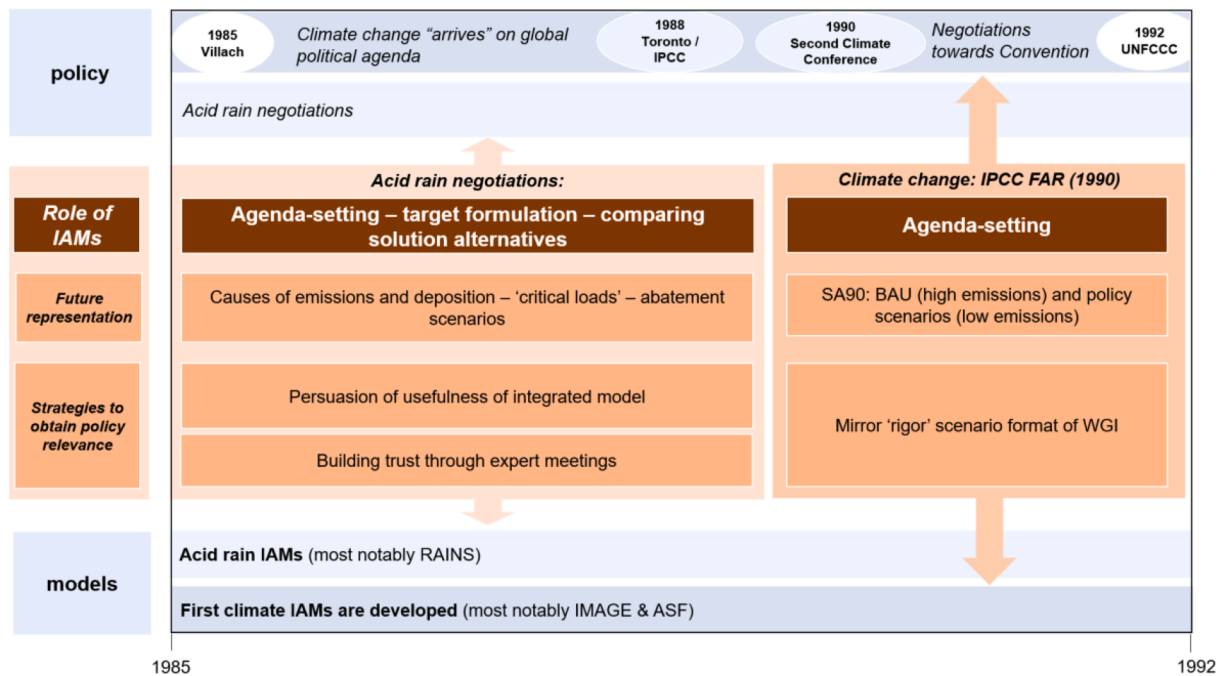 policy
1985
Villach
Climate change “arrives” on global
political agenda
1988
Toronto /
IPCC
1990
Second Climate
Conference
Negotiations
towards Convention
1992
UNFCCC
Acid rain negotiations
Role of
IAMs
Future
representation
Strategies to
obtain policy
relevance
Acid rain negotiations:
Agenda-setting – target formulation – comparing
solution alternatives
Causes of emissions and deposition – ‘critical loads’ – abatement
scenarios
Persuasion of usefulness of integrated model
Building trust through expert meetings
Climate change: IPCC FAR (1990)
Agenda-setting
SA90: BAU (high emissions) and policy
scenarios (low emissions)
Mirror ‘rigor’ scenario format of WGI
models
Acid rain IAMs (most notably RAINS)
First climate IAMs are developed (most notably IMAGE & ASF)
1985
1992